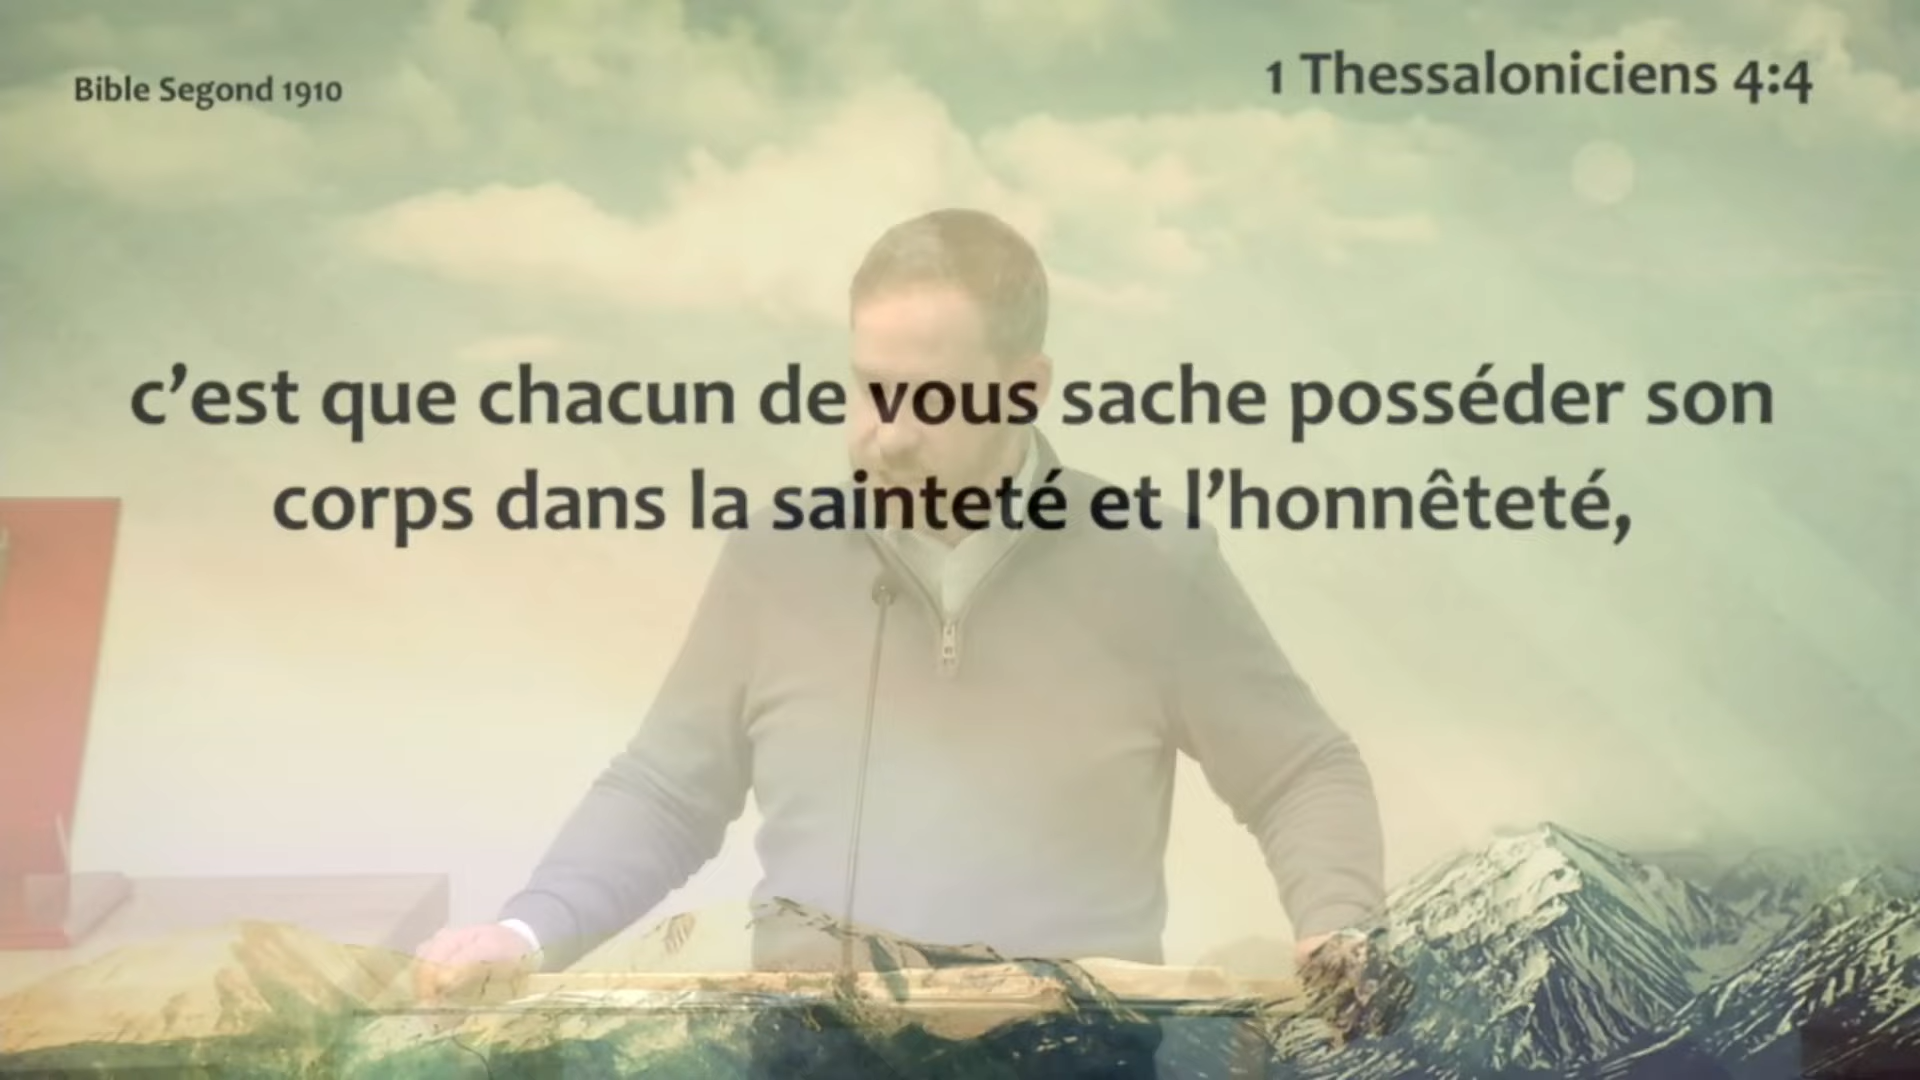 Bible Segond 1910
1 Thessaloniciens 4:4
c’est que chacun de vous sache posséder son
corps dans la sainteté et l’honnêteté,